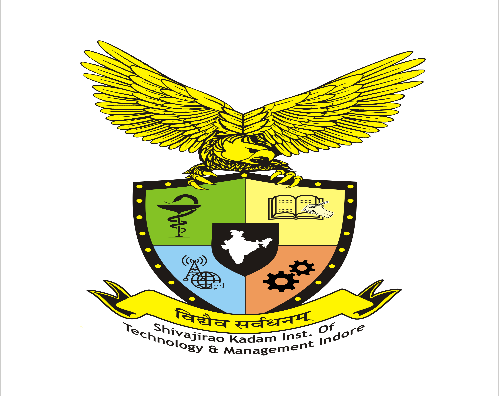 विद्यैव सर्वधनम्
Shivajirao Kadam Inst. Of
Technology & Management Indore